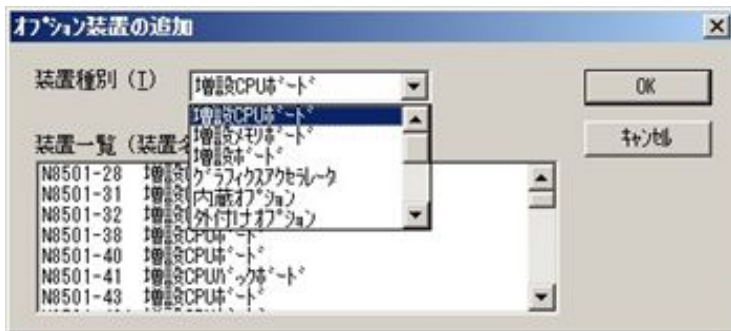 オプション装置の追加
装置種別 (I)
増設CPUボード
OK
増設CPUボード
増設メモリボード
増設ボード
グラフィクスアクセラレータ
内蔵オプション
外付けオプション
キャンセル
装置一覧 (装置名
N8501-28 増設
N8501-31 増設
N8501-32 増設
N8501-38 増設CPUボード
N8501-40 増設CPUボード
N8501-41 増設CPUバックボード
N8501-43 増設CPUボード